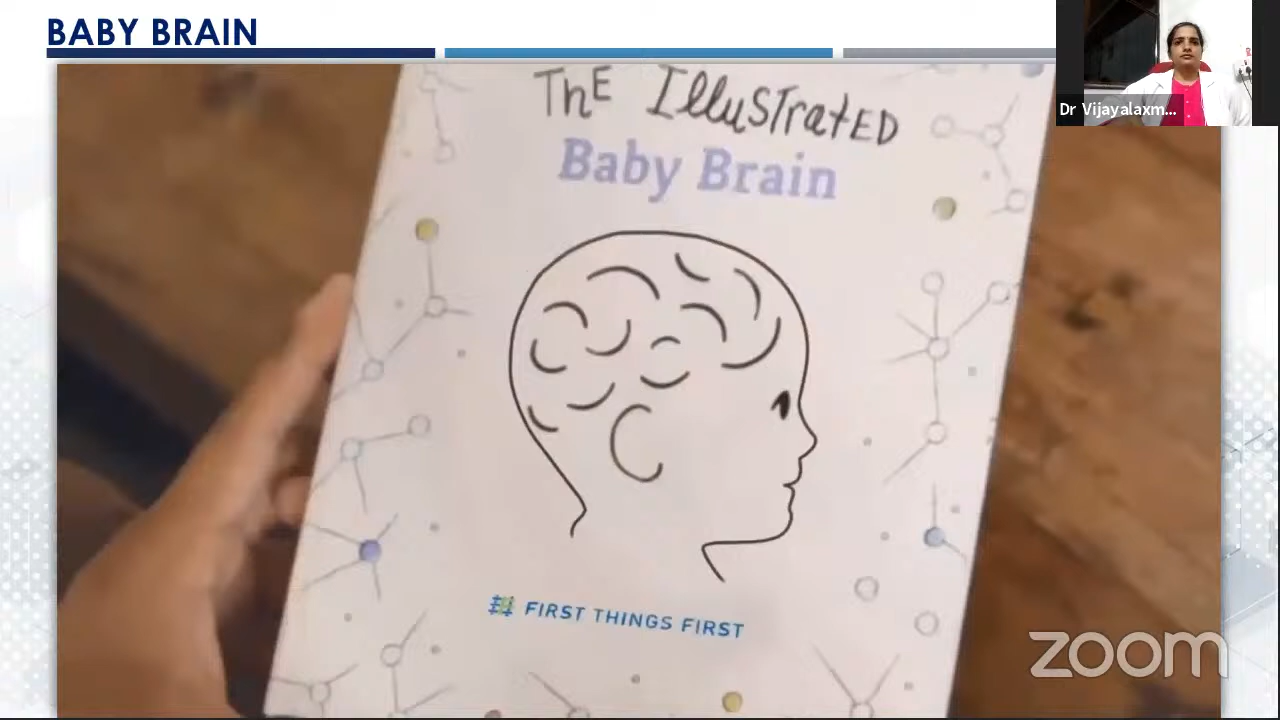 BABY BRAIN
Dr Vijayalaxm...
ThE IlluSTratED
Baby Brain
FIRST THINGS FIRST
zoom